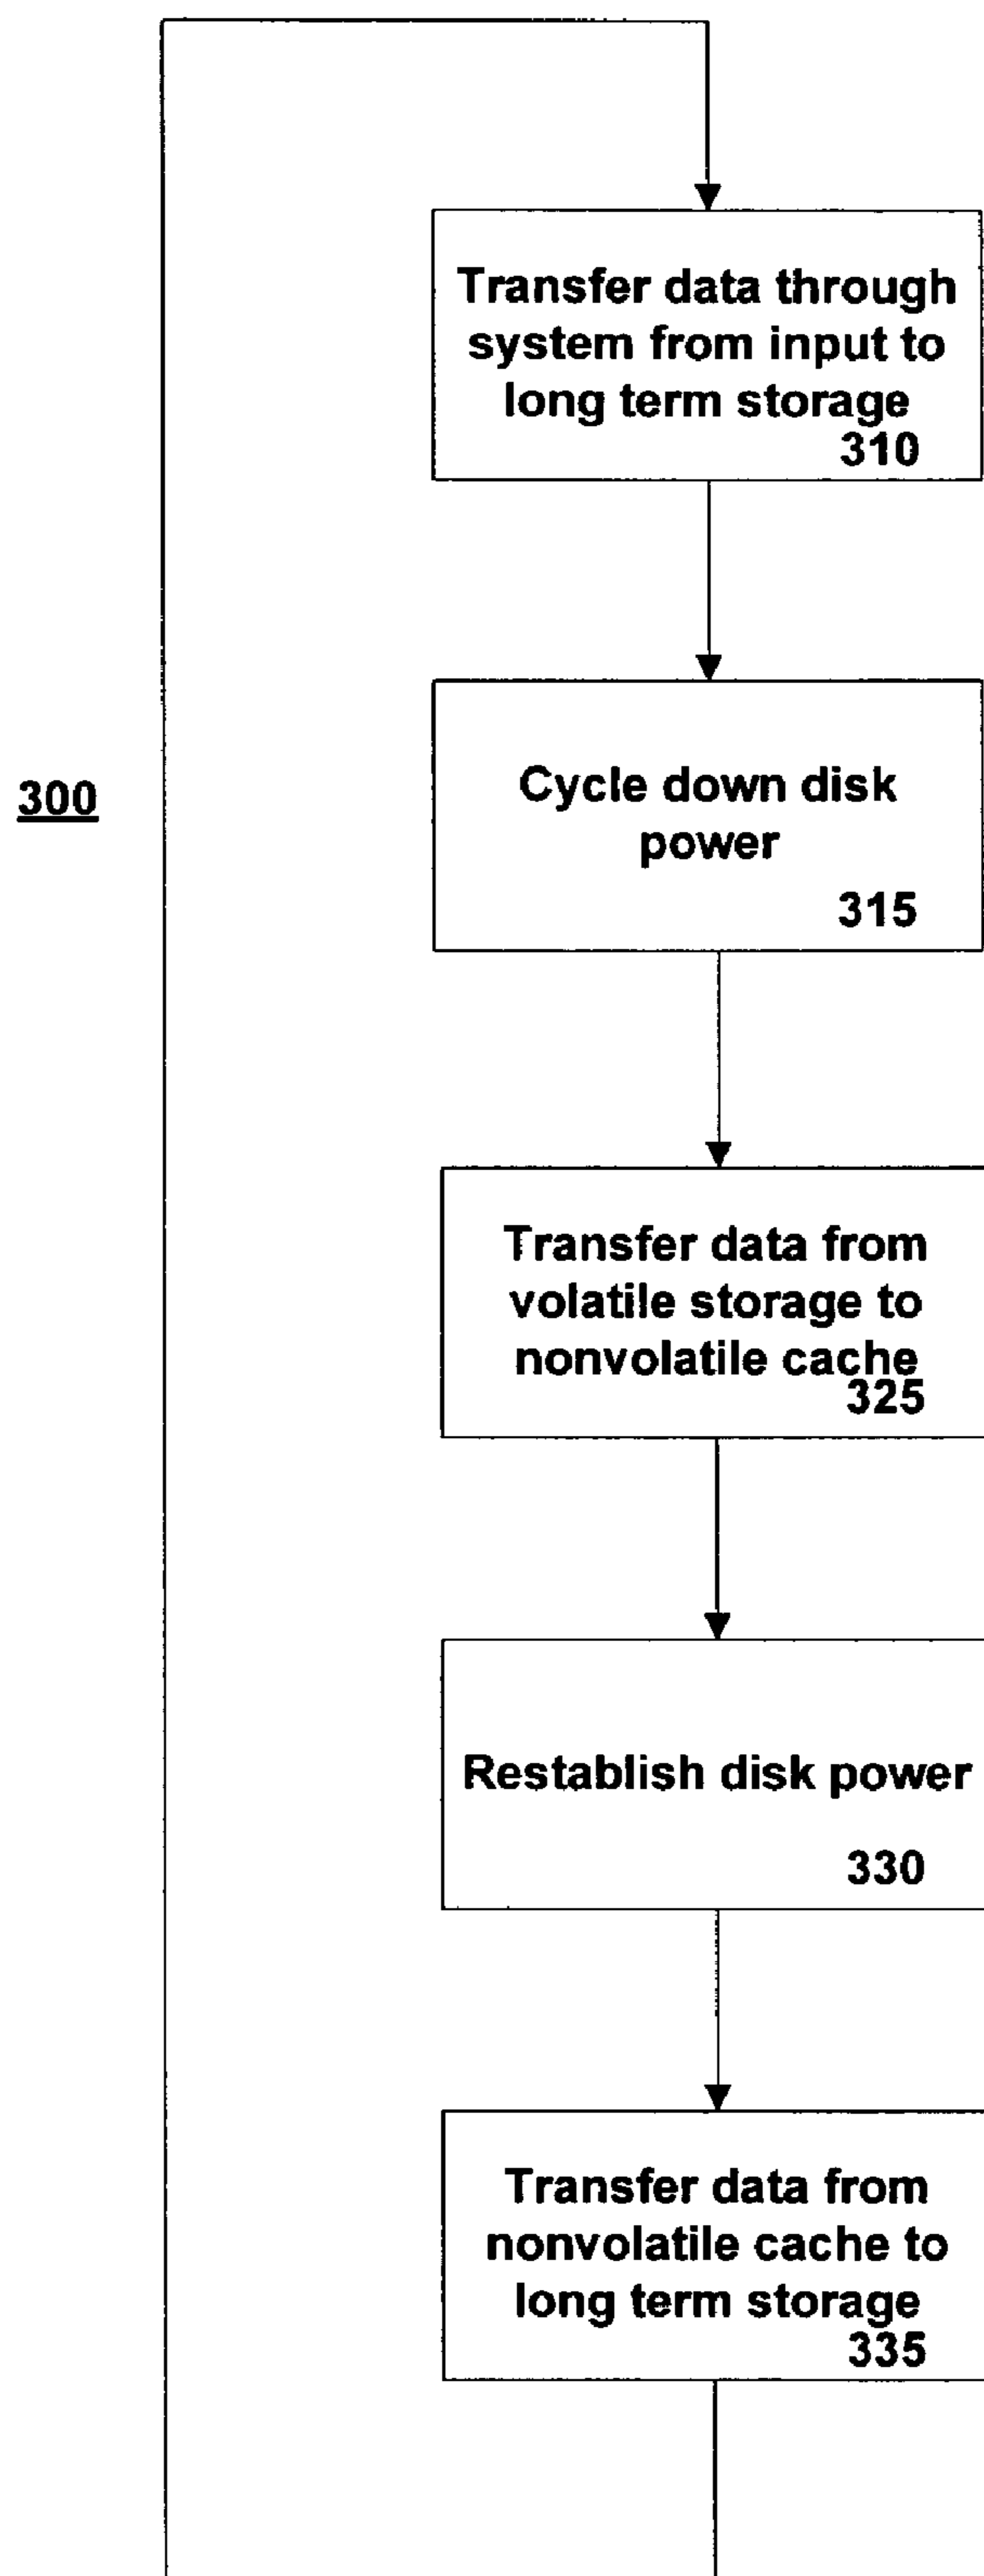 Transfer data through
system from input to
long term storage
310
300
Cycle down disk
power
315
Transfer data from
volatile storage to
nonvolatile cache
325
Restablish disk power
330
Transfer data from
nonvolatile cache to
long term storage
335